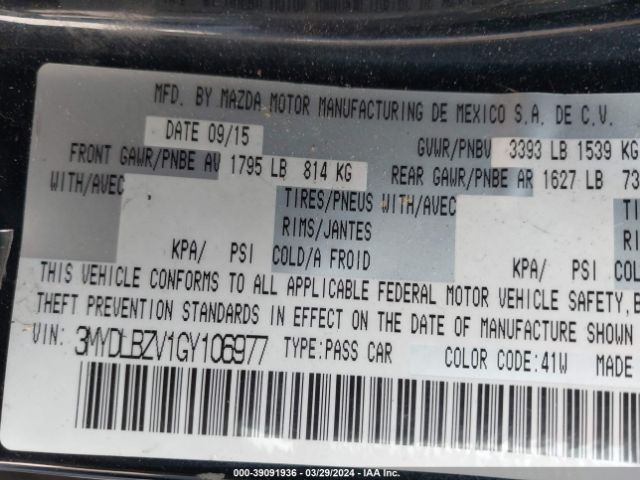 MFD. BY MAZDA MOTOR MANUFACTURING DE MEXICO S.A. DE C.V.
DATE 09/15 GVWR/PNBV 3393 LB 1539 KG
FRONT GAWR/PNBE AV 1795 LB 814 KG REAR GAWR/PNBE AR 1627 LB 73
WITH/AVEC TIRES/PNEUS WITH/AVEC TI
RIMS/JANTES RI
KPA/ PSI COLD/A FROID KPA/ PSI CO
THIS VEHICLE CONFORMS TO ALL APPLICABLE FEDERAL MOTOR VEHICLE SAFETY,
THEFT PREVENTION STANDARDS IN EFFECT ON THE DATE OF MANUFACTURE SHOWN
VIN: 3MYDLBZV1GY106977 TYPE:PASS CAR COLOR CODE:41W MADE
000-39091936 - 03/29/2024 - IAA Inc.